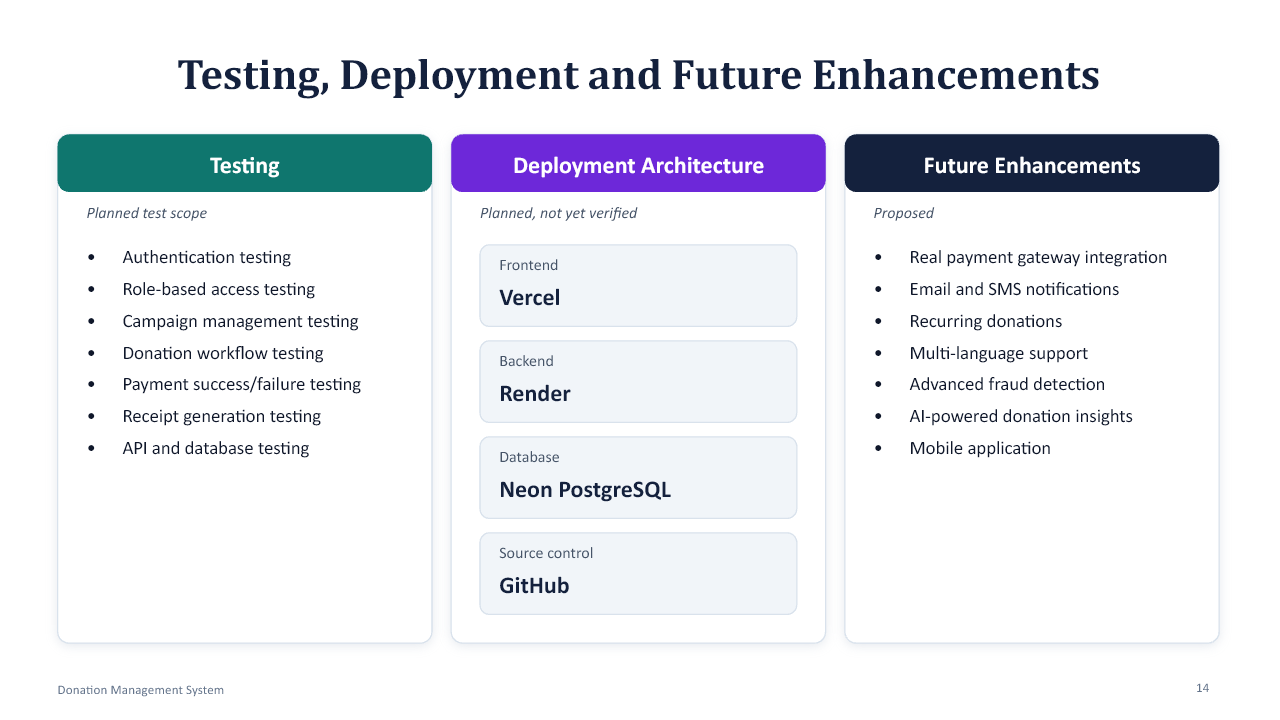 Testing, Deployment and Future Enhancements
Testing
Planned test scope
• Authentication testing
• Role-based access testing
• Campaign management testing
• Donation workflow testing
• Payment success/failure testing
• Receipt generation testing
• API and database testing
Deployment Architecture
Planned, not yet verified
Frontend
Vercel
Backend
Render
Database
Neon PostgreSQL
Source control
GitHub
Future Enhancements
Proposed
• Real payment gateway integration
• Email and SMS notifications
• Recurring donations
• Multi-language support
• Advanced fraud detection
• AI-powered donation insights
• Mobile application
Donation Management System
14